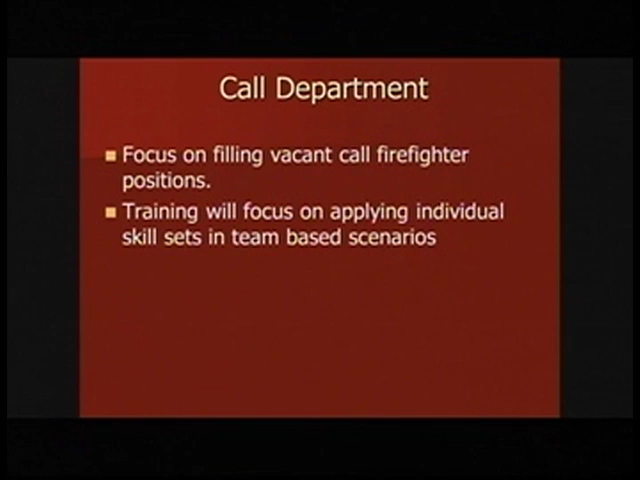 Call Department
Focus on filling vacant call firefighter
positions.
Training will focus on applying individual
skill sets in team based scenarios